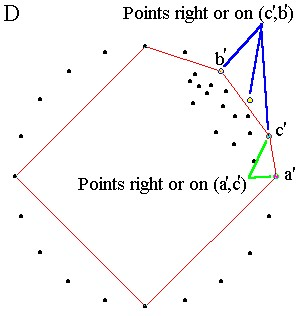 D
Points right or on (c′,b′)
b′
c′
Points right or on (a′,c′)
a′